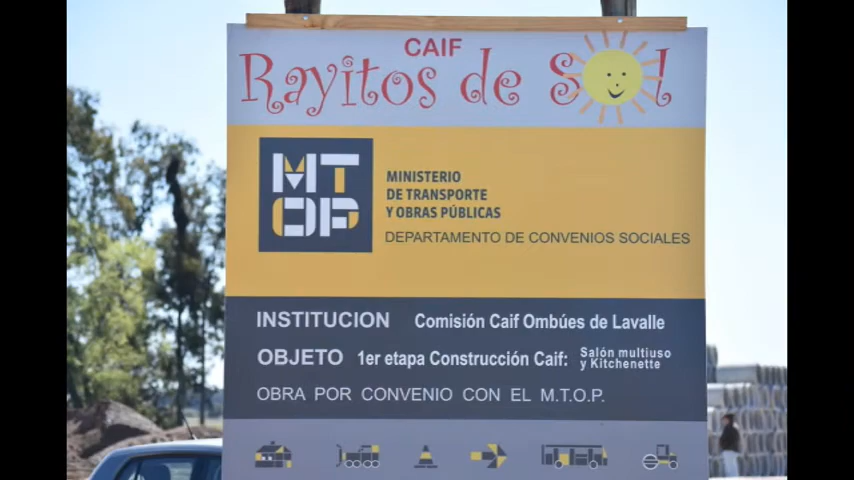 CAIF
Rayitos de Sol
MTOP
MINISTERIO
DE TRANSPORTE
Y OBRAS PÚBLICAS
DEPARTAMENTO DE CONVENIOS SOCIALES
INSTITUCION Comisión Caif Ombúes de Lavalle
OBJETO 1er etapa Construcción Caif: Salón multiuso
y Kitchenette
OBRA POR CONVENIO CON EL M.T.O.P.